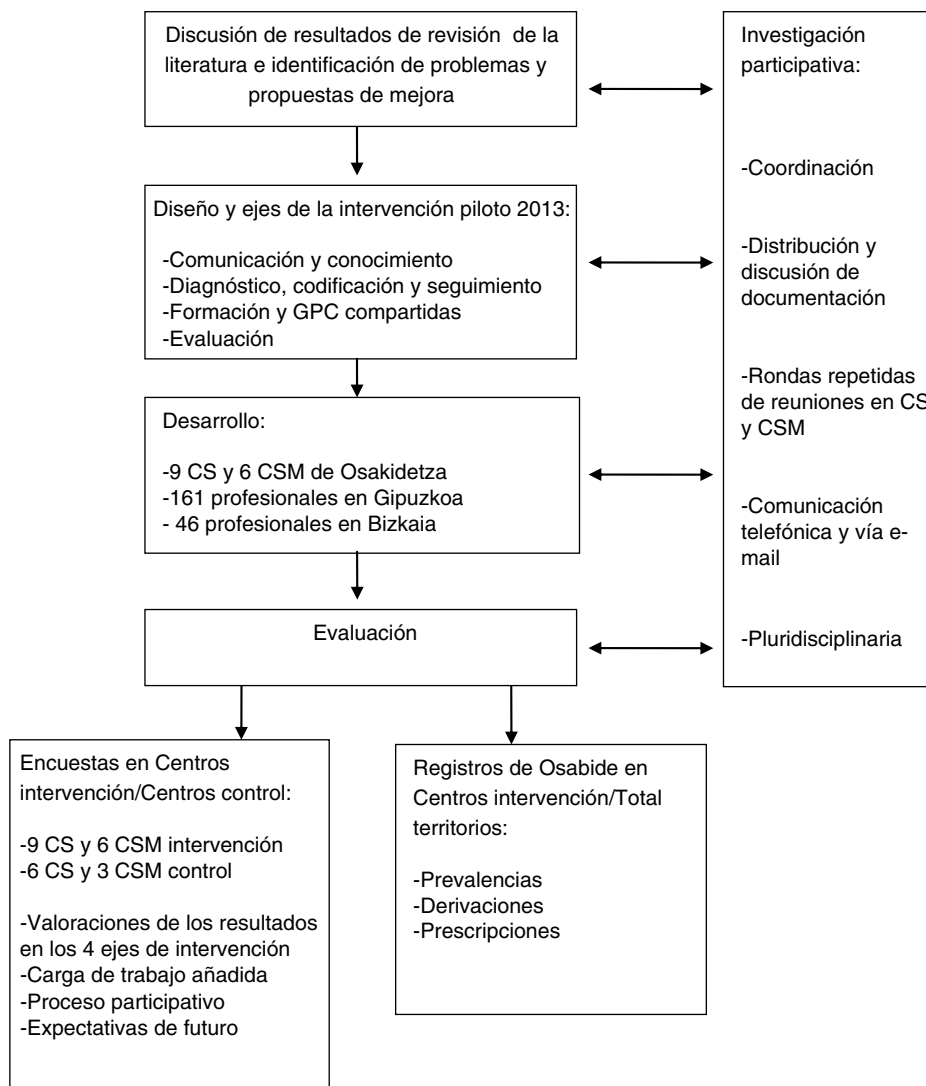 Discusión de resultados de revisión de la
literatura e identificación de problemas y
propuestas de mejora
Diseño y ejes de la intervención piloto 2013:
-Comunicación y conocimiento
-Diagnóstico, codificación y seguimiento
-Formación y GPC compartidas
-Evaluación
Desarrollo:
-9 CS y 6 CSM de Osakidetza
-161 profesionales en Gipuzkoa
- 46 profesionales en Bizkaia
Evaluación
Encuestas en Centros
intervención/Centros control:
-9 CS y 6 CSM intervención
-6 CS y 3 CSM control
-Valoraciones de los resultados
en los 4 ejes de intervención
-Carga de trabajo añadida
-Proceso participativo
-Expectativas de futuro
Registros de Osabide en
Centros intervención/Total
territorios:
-Prevalencias
-Derivaciones
-Prescripciones
Investigación
participativa:
-Coordinación
-Distribución y
discusión de
documentación
-Rondas repetidas
de reuniones en CS
y CSM
-Comunicación
telefónica y vía e-
mail
-Pluridisciplinaria